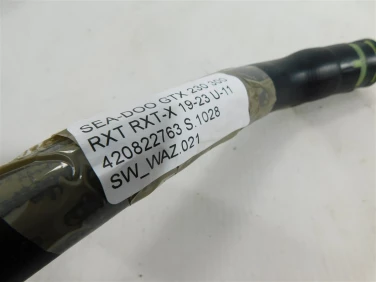 SEA-DOO GTX 230 300
RXT RXT-X 19-23 U-11
420822763 S.1028
SW_WAZ.021